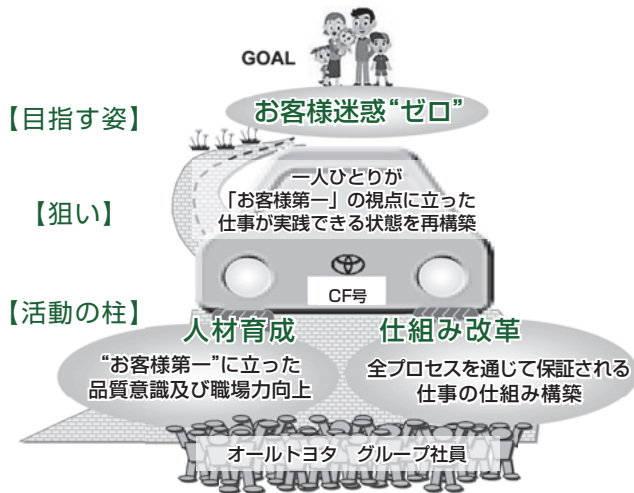 GOAL
お客様迷惑“ゼロ”
【目指す姿】
【狙い】
一人ひとりが
「お客様第一」の視点に立った
仕事が実践できる状態を再構築
CF号
【活動の柱】
人材育成
“お客様第一”に立った
品質意識及び職場力向上
仕組み改革
全プロセスを通じて保証される
仕事の仕組み構築
オールトヨタ　グループ社員